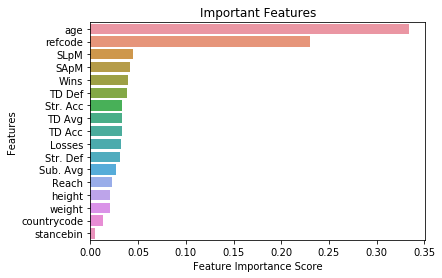 Important Features
age
refcode
SLpM
SApM
Wins
TD Def
Str. Acc
TD Avg
TD Acc
Losses
Str. Def
Sub. Avg
Reach
height
weight
countrycode
stancebin
Features
0.00 0.05 0.10 0.15 0.20 0.25 0.30 0.35
Feature Importance Score